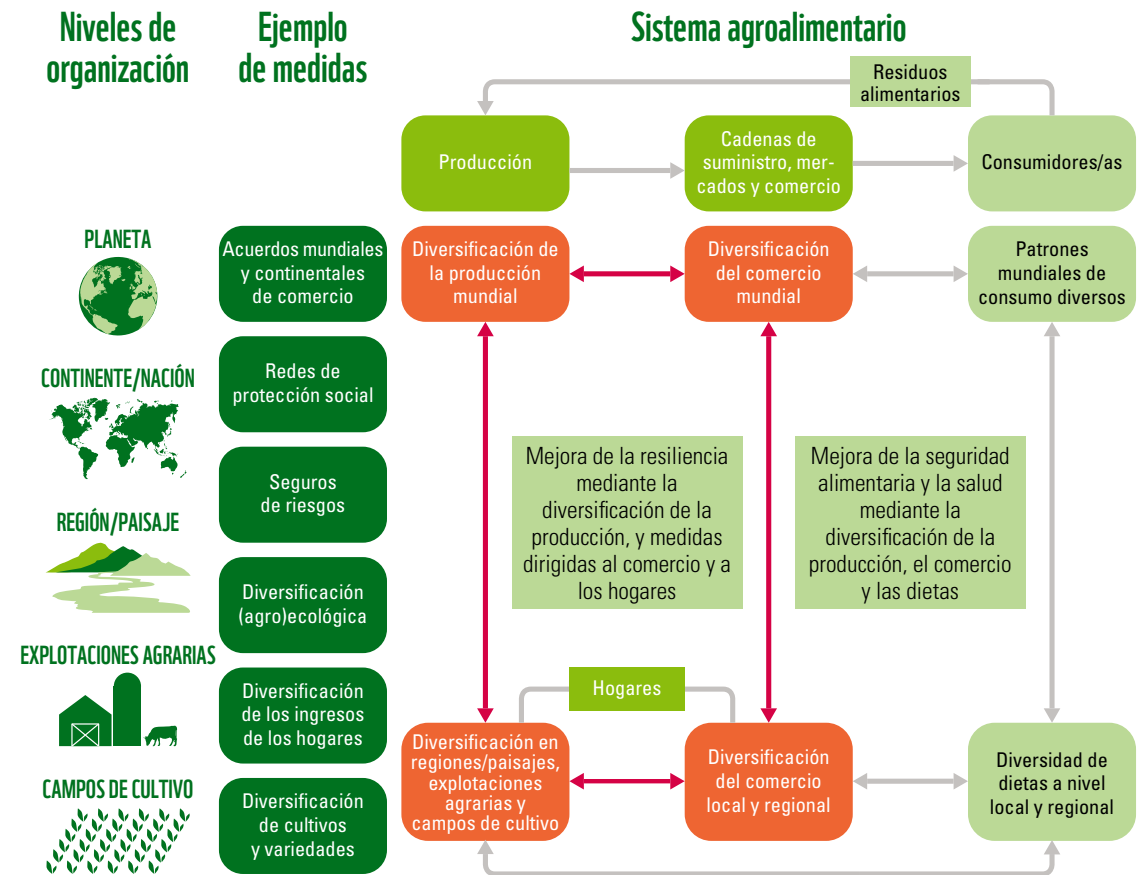 Niveles de
organización
Ejemplo
de medidas
Sistema agroalimentario
Residuos
alimentarios
Producción
Cadenas de
suministro, mer-
cados y comercio
Consumidores/as
PLANETA
Acuerdos mundiales
y continentales
de comercio
Diversificación de
la producción
mundial
Diversificación
del comercio
mundial
Patrones
mundiales de
consumo diversos
CONTINENTE/NACIÓN
Redes de
protección social
Seguros
de riesgos
Mejora de la resiliencia
mediante la
diversificación de la
producción, y medidas
dirigidas al comercio y a
los hogares
Mejora de la seguridad
alimentaria y la salud
mediante la
diversificación de la
producción, el comercio
y las dietas
REGIÓN/PAISAJE
Diversificación
(agro)ecológica
EXPLOTACIONES AGRARIAS
Diversificación
de los ingresos
de los hogares
Hogares
Diversificación en
regiones/paisajes,
explotaciones
agrarias y
campos de cultivo
Diversificación
del comercio
local y regional
Diversidad de
dietas a nivel
local y regional
CAMPOS DE CULTIVO
Diversificación
de cultivos
y variedades